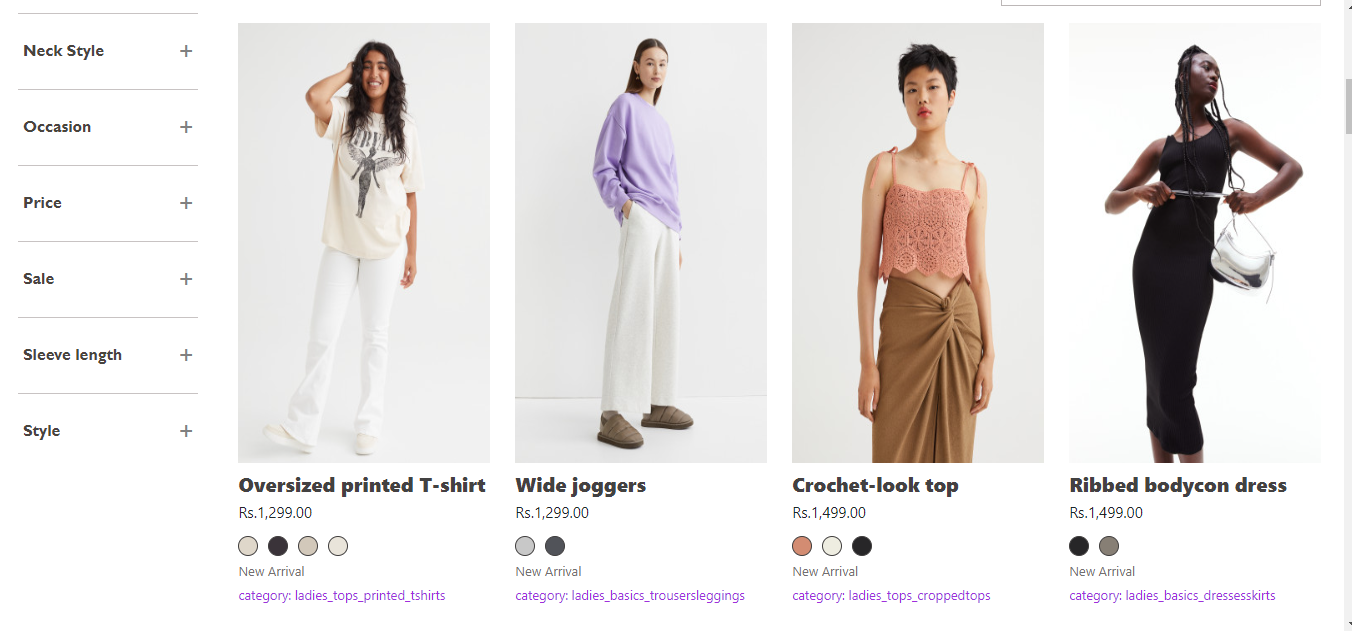 Neck Style +
Occasion +
Price +
Sale +
Sleeve length +
Style +
Oversized printed T-shirt
Rs.1,299.00
New Arrival
category: ladies_tops_printed_tshirts
Wide joggers
Rs.1,299.00
New Arrival
category: ladies_basics_trousersleggings
Crochet-look top
Rs.1,499.00
New Arrival
category: ladies_tops_croppedtops
Ribbed bodycon dress
Rs.1,499.00
New Arrival
category: ladies_basics_dressesskirts